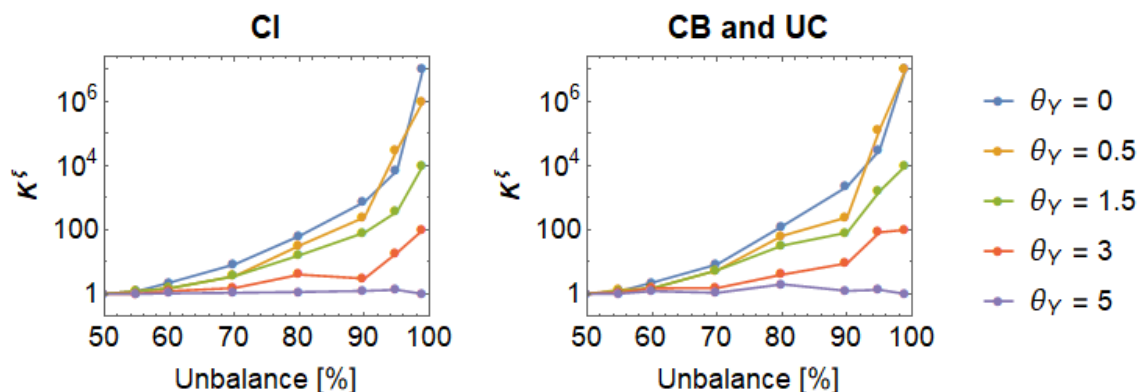 CI
CB and UC
10^6
10^4
100
1
κ^ξ
50 60 70 80 90 100
Unbalance [%]
10^6
10^4
100
1
κ^ξ
50 60 70 80 90 100
Unbalance [%]
θ_Y = 0
θ_Y = 0.5
θ_Y = 1.5
θ_Y = 3
θ_Y = 5